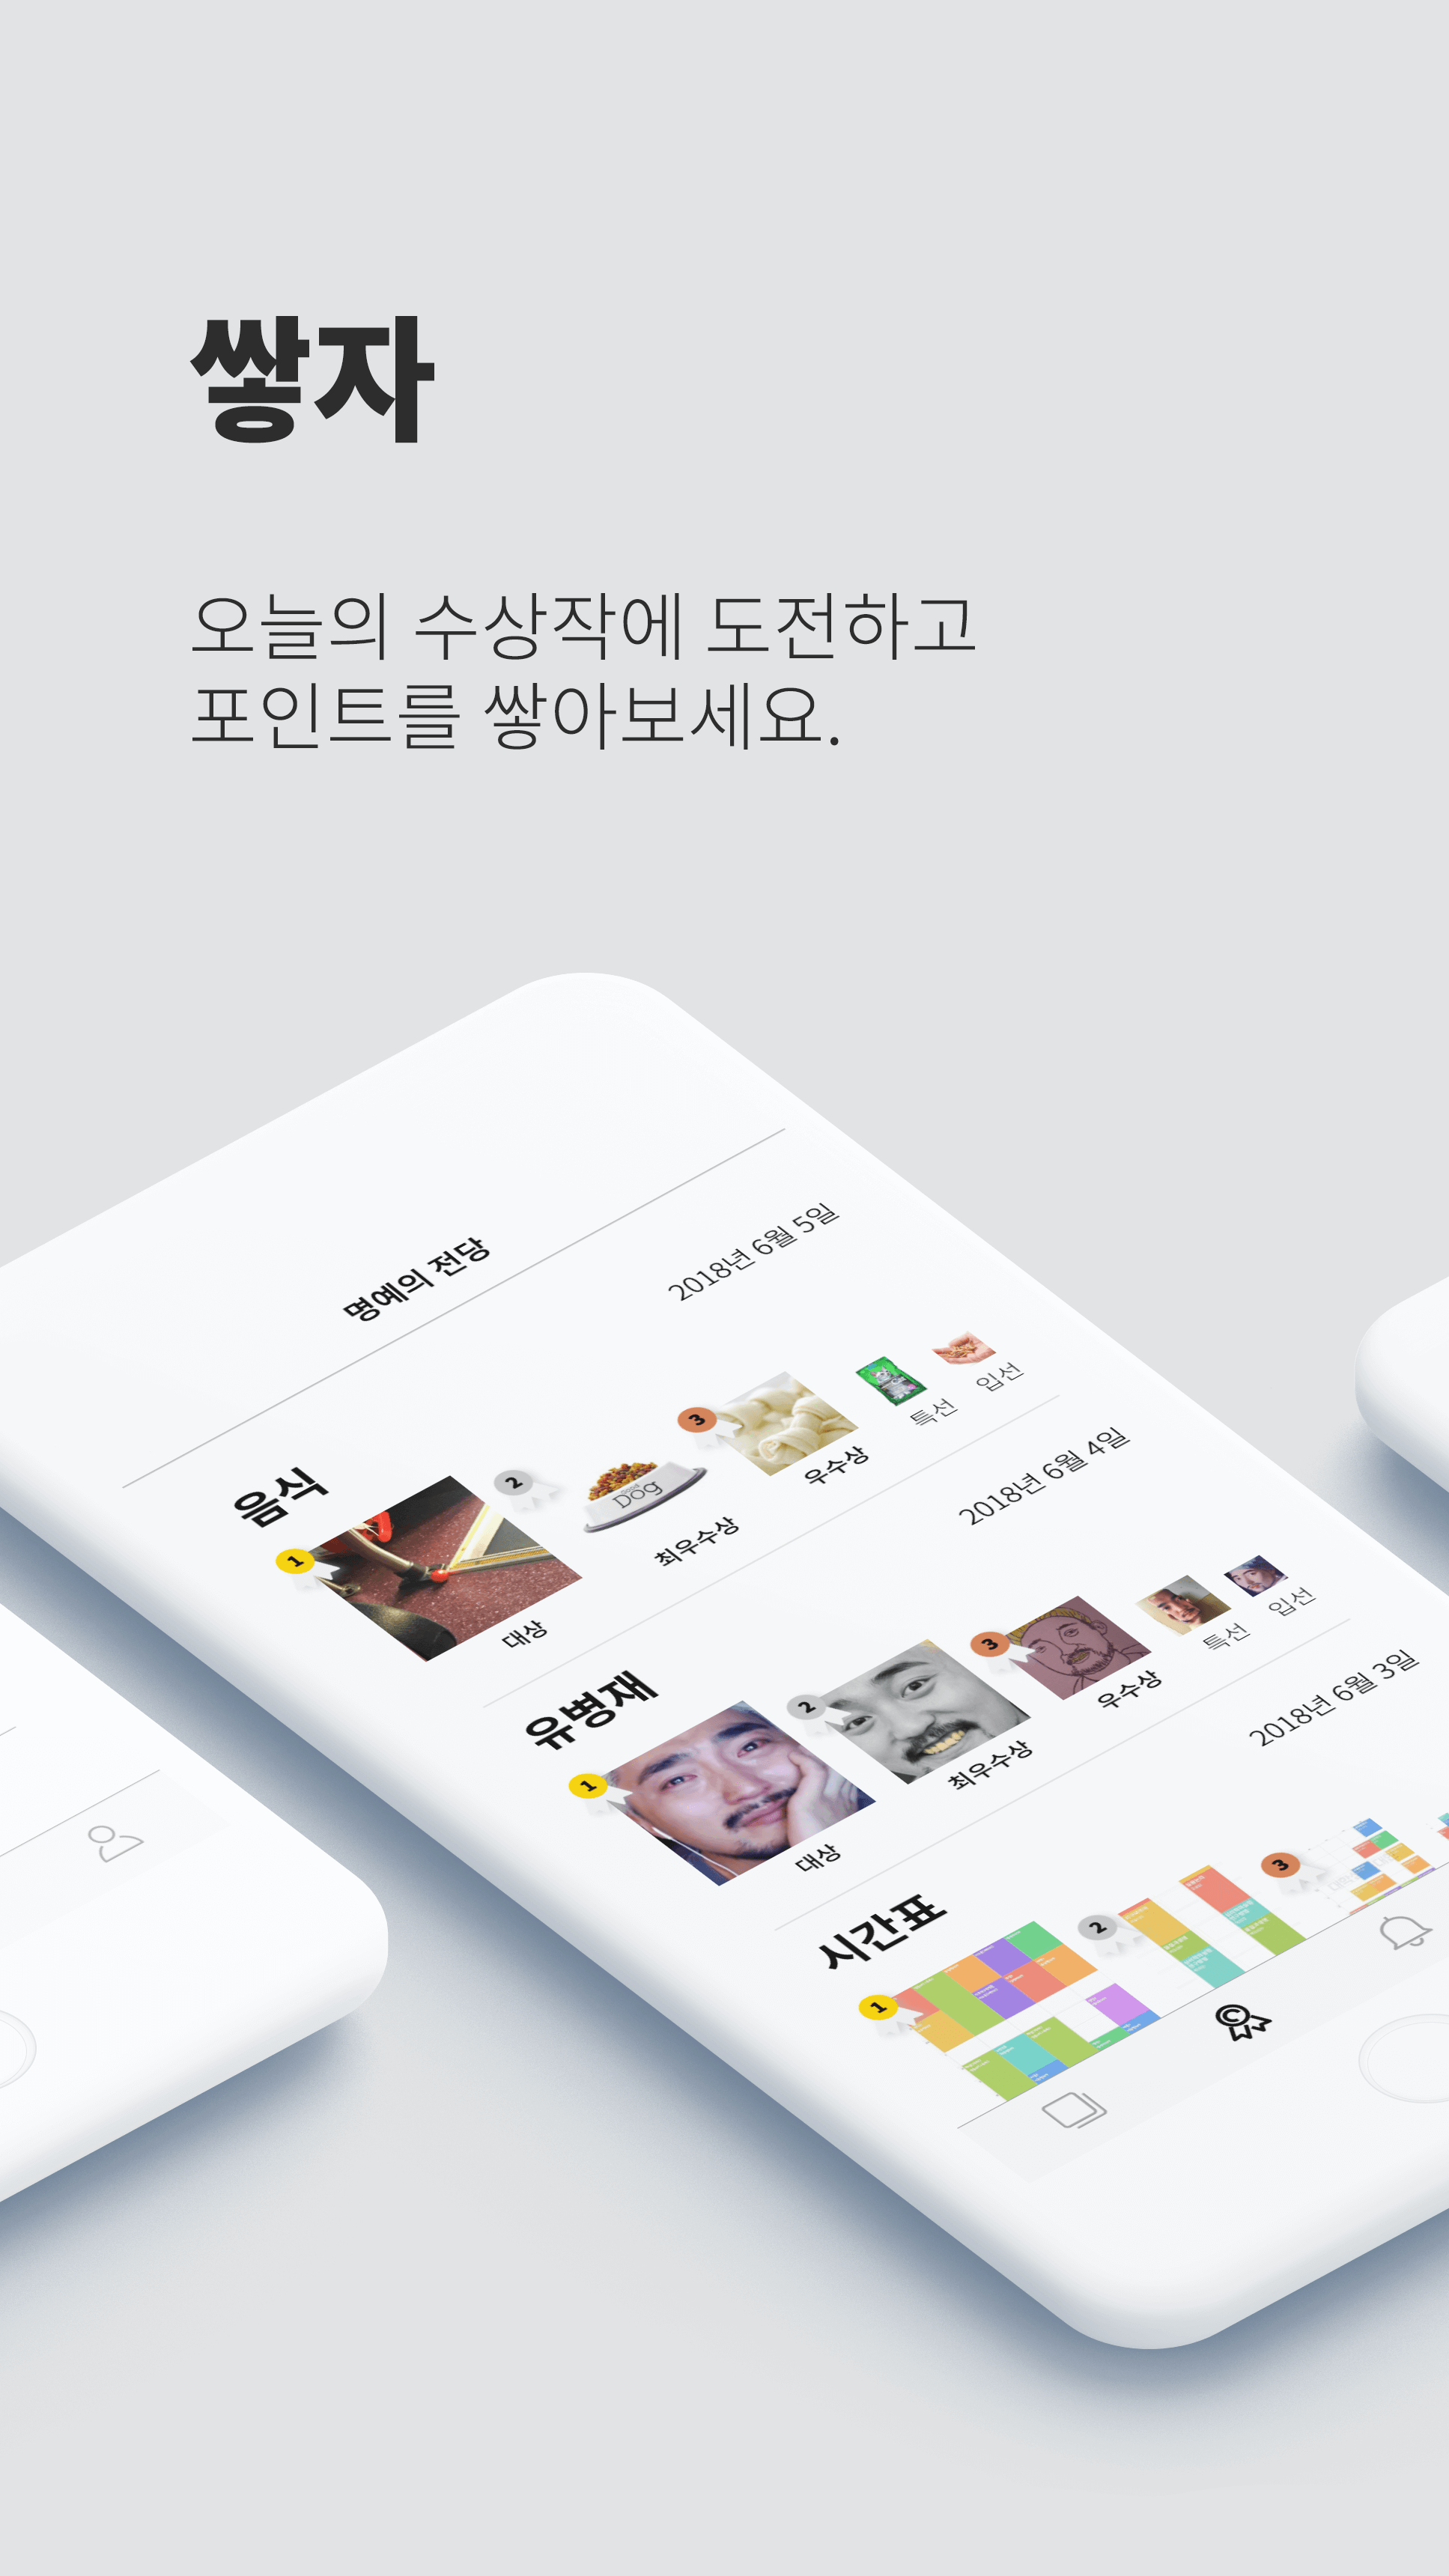 쌓자
오늘의 수상작에 도전하고
포인트를 쌓아보세요.
명예의 전당
2018년 6월 5일
음식
1
대상
2
Dog
최우수상
3
우수상
특선
입선
2018년 6월 4일
유병재
1
대상
2
최우수상
3
우수상
특선
입선
2018년 6월 3일
시간표
1
2
3